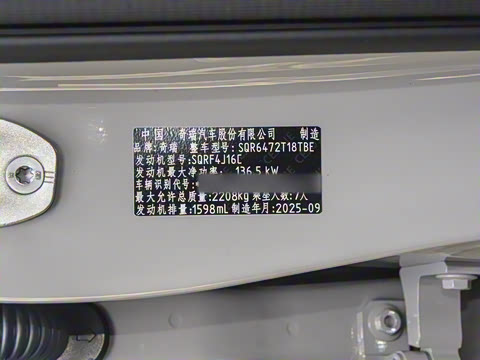 中国 奇瑞汽车股份有限公司 制造
品牌:奇瑞 整车型号:SQR6472T18TBE
发动机型号:SQRF4J16C
发动机最大净功率: 136.5 kW
车辆识别代号:
最大允许总质量:2208kg 乘坐人数:7人
发动机排量:1598mL 制造年月:2025-09